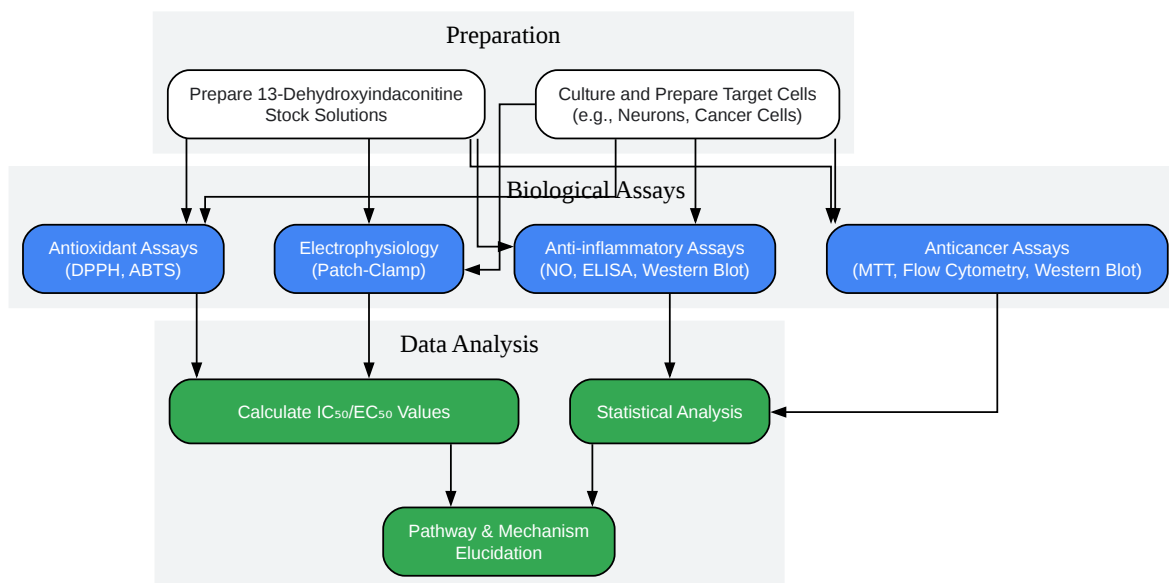 Preparation
Prepare 13-Dehydroxyindaconitine
Stock Solutions
Culture and Prepare Target Cells
(e.g., Neurons, Cancer Cells)
Biological Assays
Antioxidant Assays
(DPPH, ABTS)
Electrophysiology
(Patch-Clamp)
Anti-inflammatory Assays
(NO, ELISA, Western Blot)
Anticancer Assays
(MTT, Flow Cytometry, Western Blot)
Data Analysis
Calculate IC₅₀/EC₅₀ Values
Statistical Analysis
Pathway & Mechanism
Elucidation